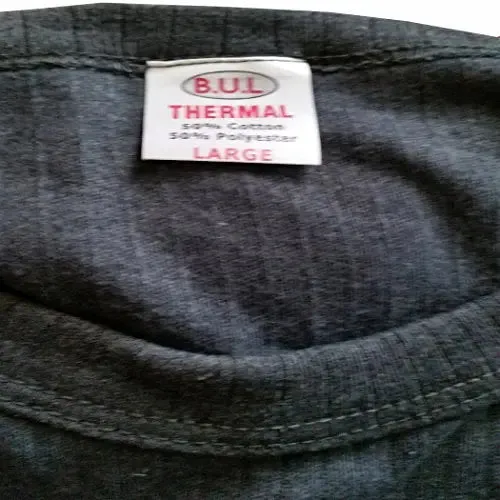 B.U.L
THERMAL
50% Cotton
50% Polyester
LARGE